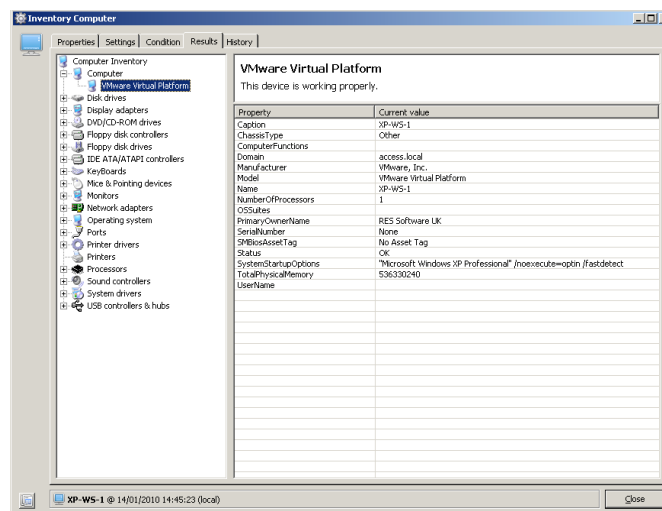 Inventory Computer
Properties Settings Condition Results History
Computer Inventory
Computer
VMware Virtual Platform
Disk drives
Display adapters
DVD/CD-ROM drives
Floppy disk controllers
Floppy disk drives
IDE ATA/ATAPI controllers
KeyBoards
Mice & Pointing devices
Monitors
Network adapters
Operating system
Ports
Printer drivers
Printers
Processors
Sound controllers
System drivers
USB controllers & hubs
VMware Virtual Platform
This device is working properly.
Property Current value
Caption XP-WS-1
ChassisType Other
ComputerFunctions
Domain access.local
Manufacturer VMware, Inc.
Model VMware Virtual Platform
Name XP-WS-1
NumberOfProcessors 1
OSSuites
PrimaryOwnerName RES Software UK
SerialNumber None
SMBiosAssetTag No Asset Tag
Status OK
SystemStartupOptions "Microsoft Windows XP Professional" /noexecute=optin /fastdetect
TotalPhysicalMemory 536330240
UserName
XP-WS-1 @ 14/01/2010 14:45:23 (local)
Close